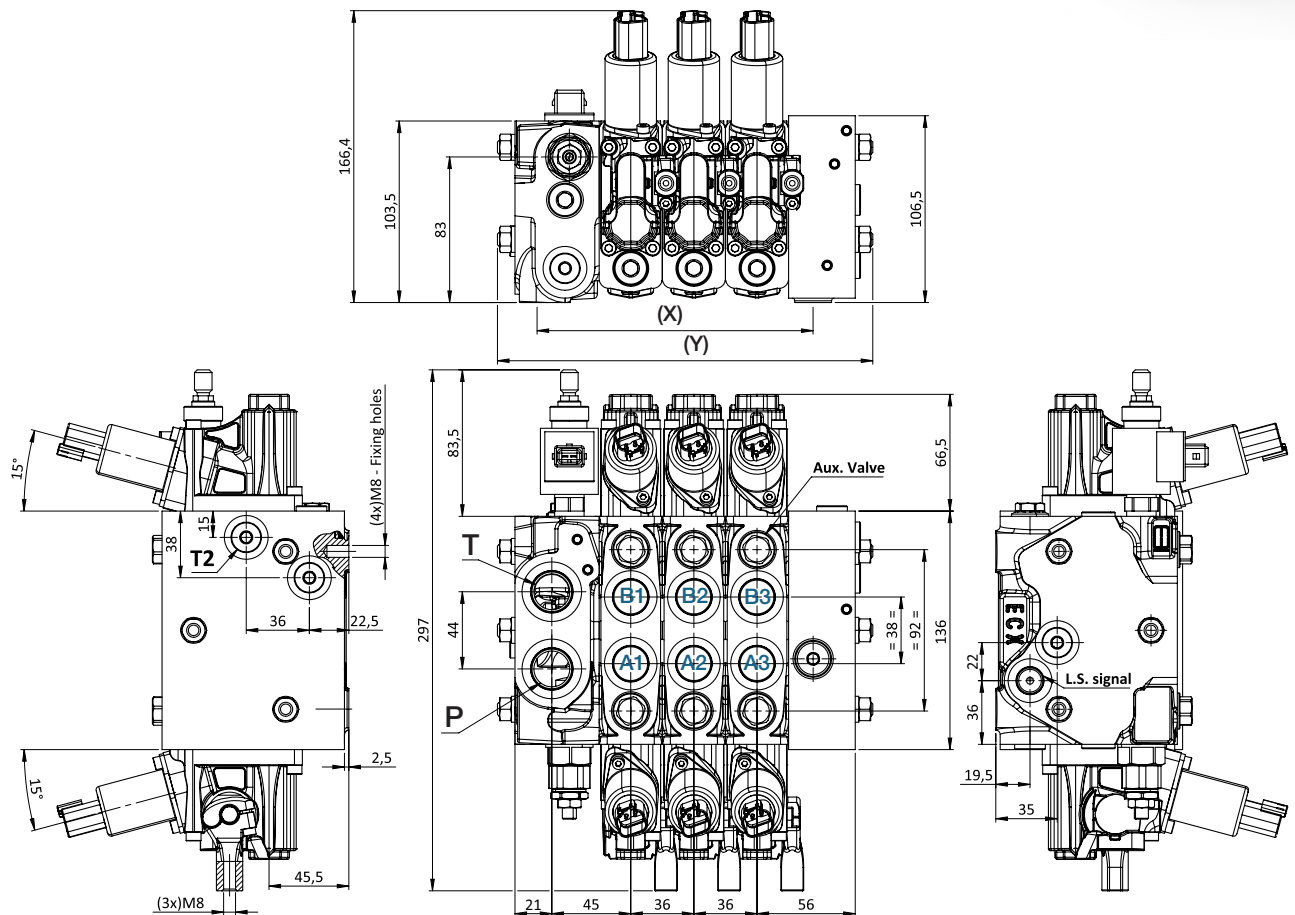 166,4
103,5
83
106,5
(X)
(Y)
15°
15
38
T2
36
22,5
(4x)M8 - Fixing holes
2,5
15°
45,5
(3x)M8
297
83,5
66,5
Aux. Valve
T
44
P
B1 B2 B3
A1 A2 A3
= 38 =
= 92 =
136
21 45 36 36 56
15°
ECX
22
36
L.S. signal
19,5
35